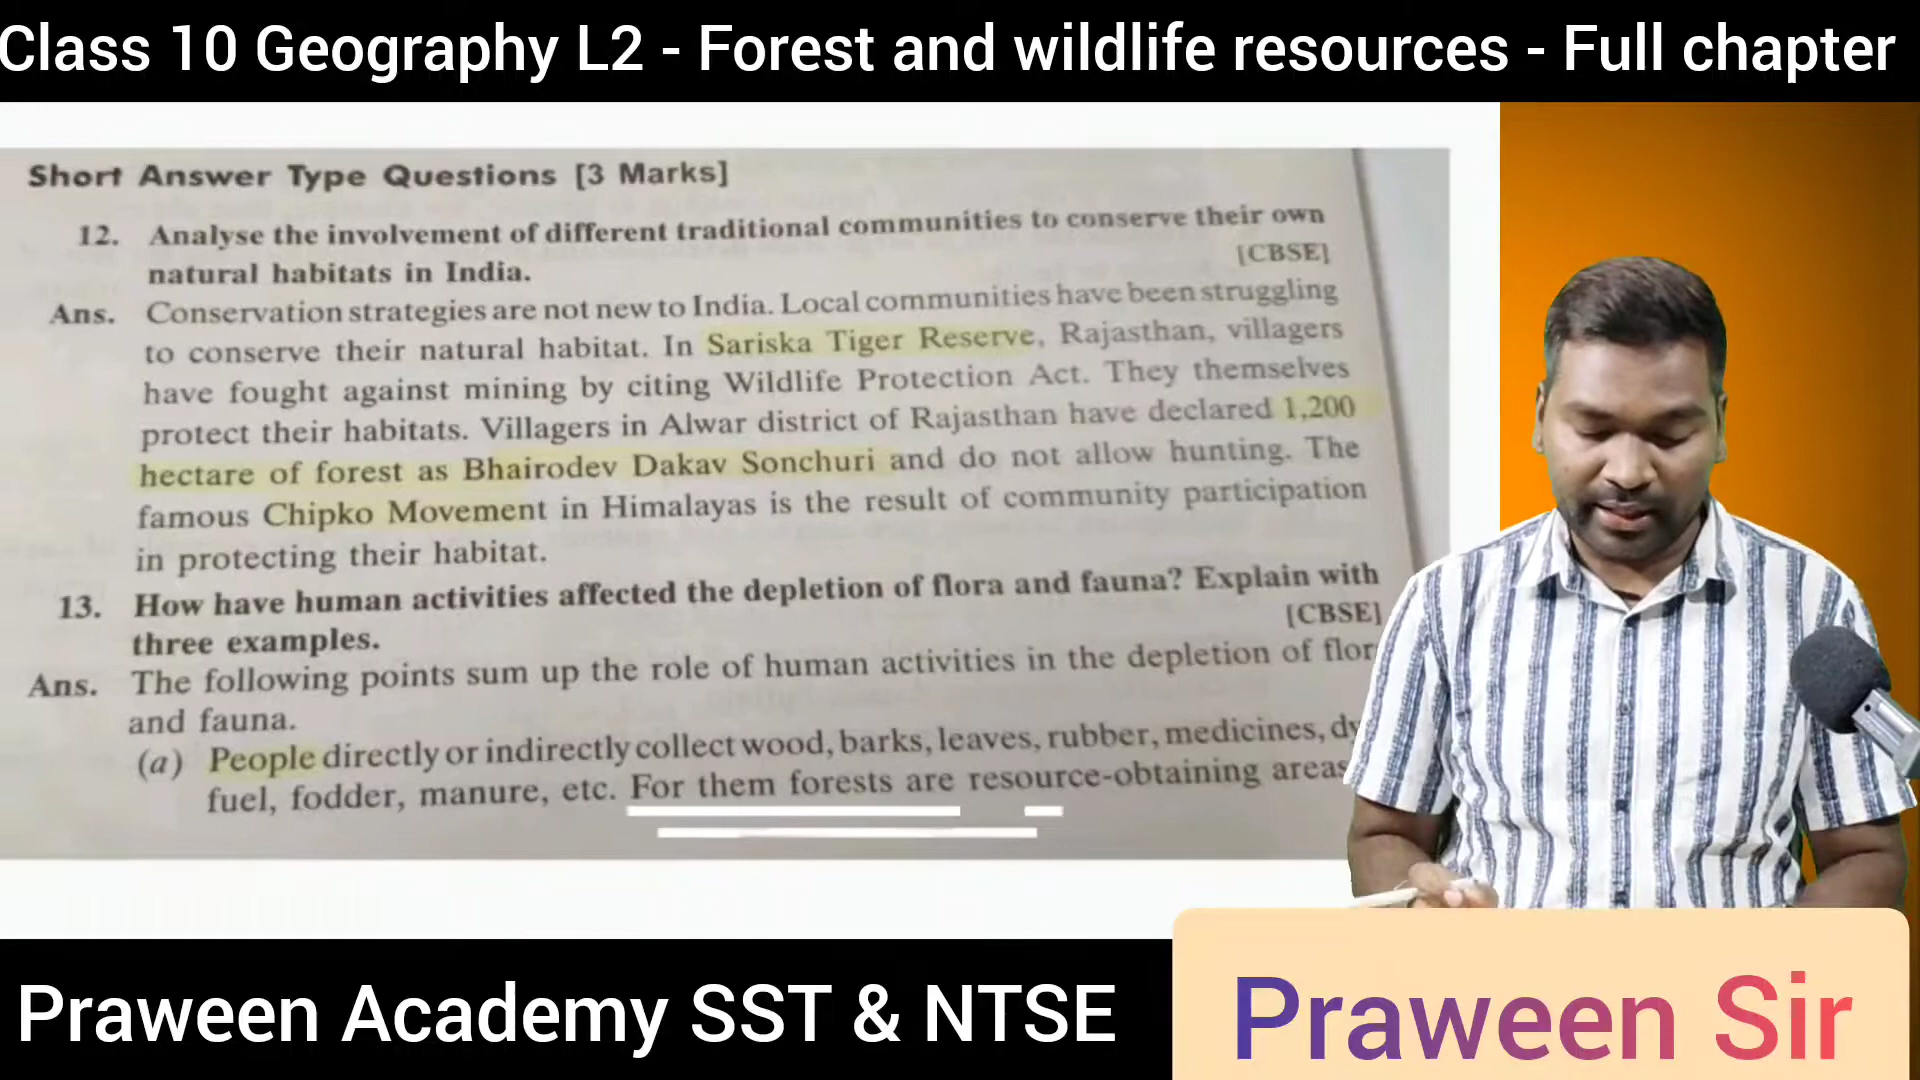 Class 10 Geography L2 - Forest and wildlife resources - Full chapter
Short Answer Type Questions [3 Marks]
12. Analyse the involvement of different traditional communities to conserve their own
natural habitats in India. [CBSE]
Ans. Conservation strategies are not new to India. Local communities have been struggling
to conserve their natural habitat. In Sariska Tiger Reserve, Rajasthan, villagers
have fought against mining by citing Wildlife Protection Act. They themselves
protect their habitats. Villagers in Alwar district of Rajasthan have declared 1,200
hectare of forest as Bhairodev Dakav Sonchuri and do not allow hunting. The
famous Chipko Movement in Himalayas is the result of community participation
in protecting their habitat.
13. How have human activities affected the depletion of flora and fauna? Explain with
three examples. [CBSE]
Ans. The following points sum up the role of human activities in the depletion of flor
and fauna.
(a) People directly or indirectly collect wood, barks, leaves, rubber, medicines,
fuel, fodder, manure, etc. For them forests are resource-obtaining areas
Praween Academy SST & NTSE
Praween Sir